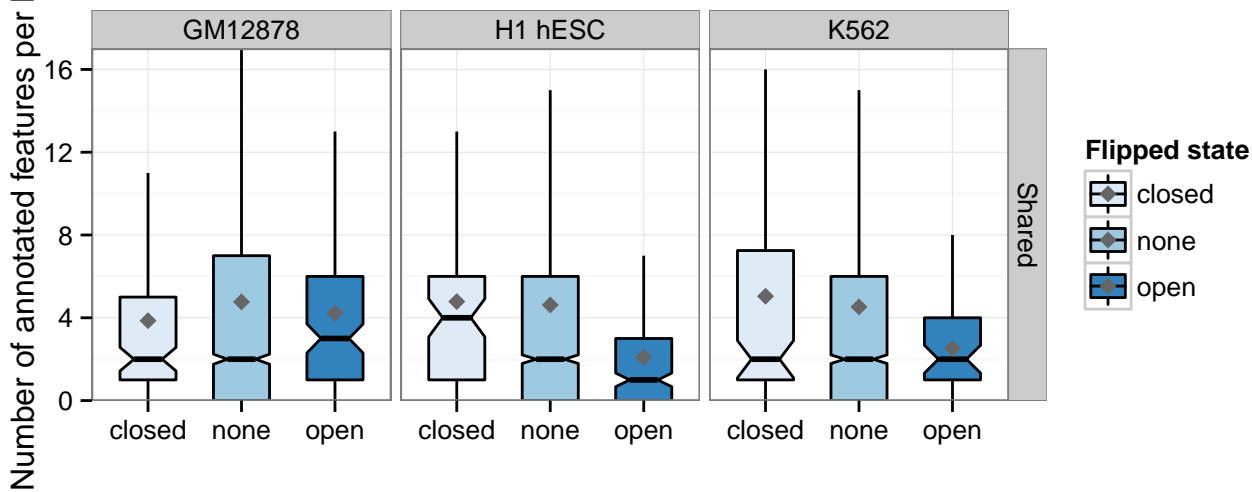 Number of annotated features per
GM12878
H1 hESC
K562
16
12
8
4
0
closed none open
closed none open
closed none open
Shared
Flipped state
closed
none
open